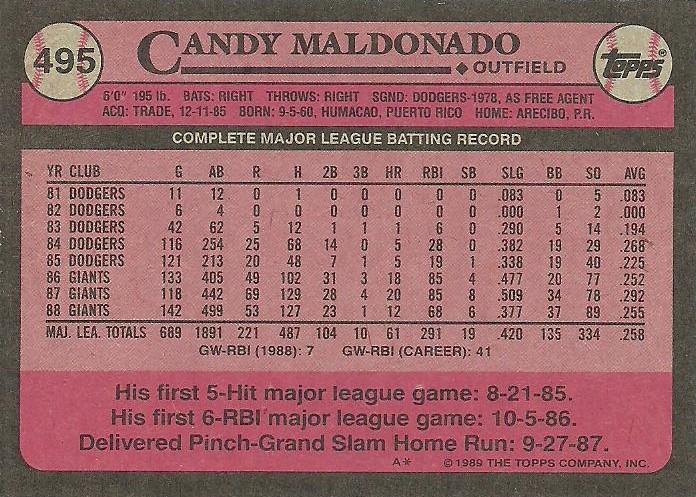 495
CANDY MALDONADO
TOPPS®
◆ OUTFIELD
6'0" 195 lb. BATS: RIGHT THROWS: RIGHT SGND: DODGERS-1978, AS FREE AGENT
ACQ: TRADE, 12-11-85 BORN: 9-5-60, HUMACAO, PUERTO RICO HOME: ARECIBO, P.R.
COMPLETE MAJOR LEAGUE BATTING RECORD
YR CLUB G AB R H 2B 3B HR RBI SB SLG BB SO AVG
81 DODGERS 11 12 0 1 0 0 0 0 0 .083 0 5 .083
82 DODGERS 6 4 0 0 0 0 0 0 0 .000 1 2 .000
83 DODGERS 42 62 5 12 1 1 1 6 0 .290 5 14 .194
84 DODGERS 116 254 25 68 14 0 5 28 0 .382 19 29 .268
85 DODGERS 121 213 20 48 7 1 5 19 1 .338 19 40 .225
86 GIANTS 133 405 49 102 31 3 18 85 4 .477 20 77 .252
87 GIANTS 118 442 69 129 28 4 20 85 8 .509 34 78 .292
88 GIANTS 142 499 53 127 23 1 12 68 6 .377 37 89 .255
MAJ. LEA. TOTALS 689 1891 221 487 104 10 61 291 19 .420 135 334 .258
GW-RBI (1988): 7 GW-RBI (CAREER): 41
His first 5-Hit major league game: 8-21-85.
His first 6-RBI major league game: 10-5-86.
Delivered Pinch-Grand Slam Home Run: 9-27-87.
A* © 1989 THE TOPPS COMPANY, INC.